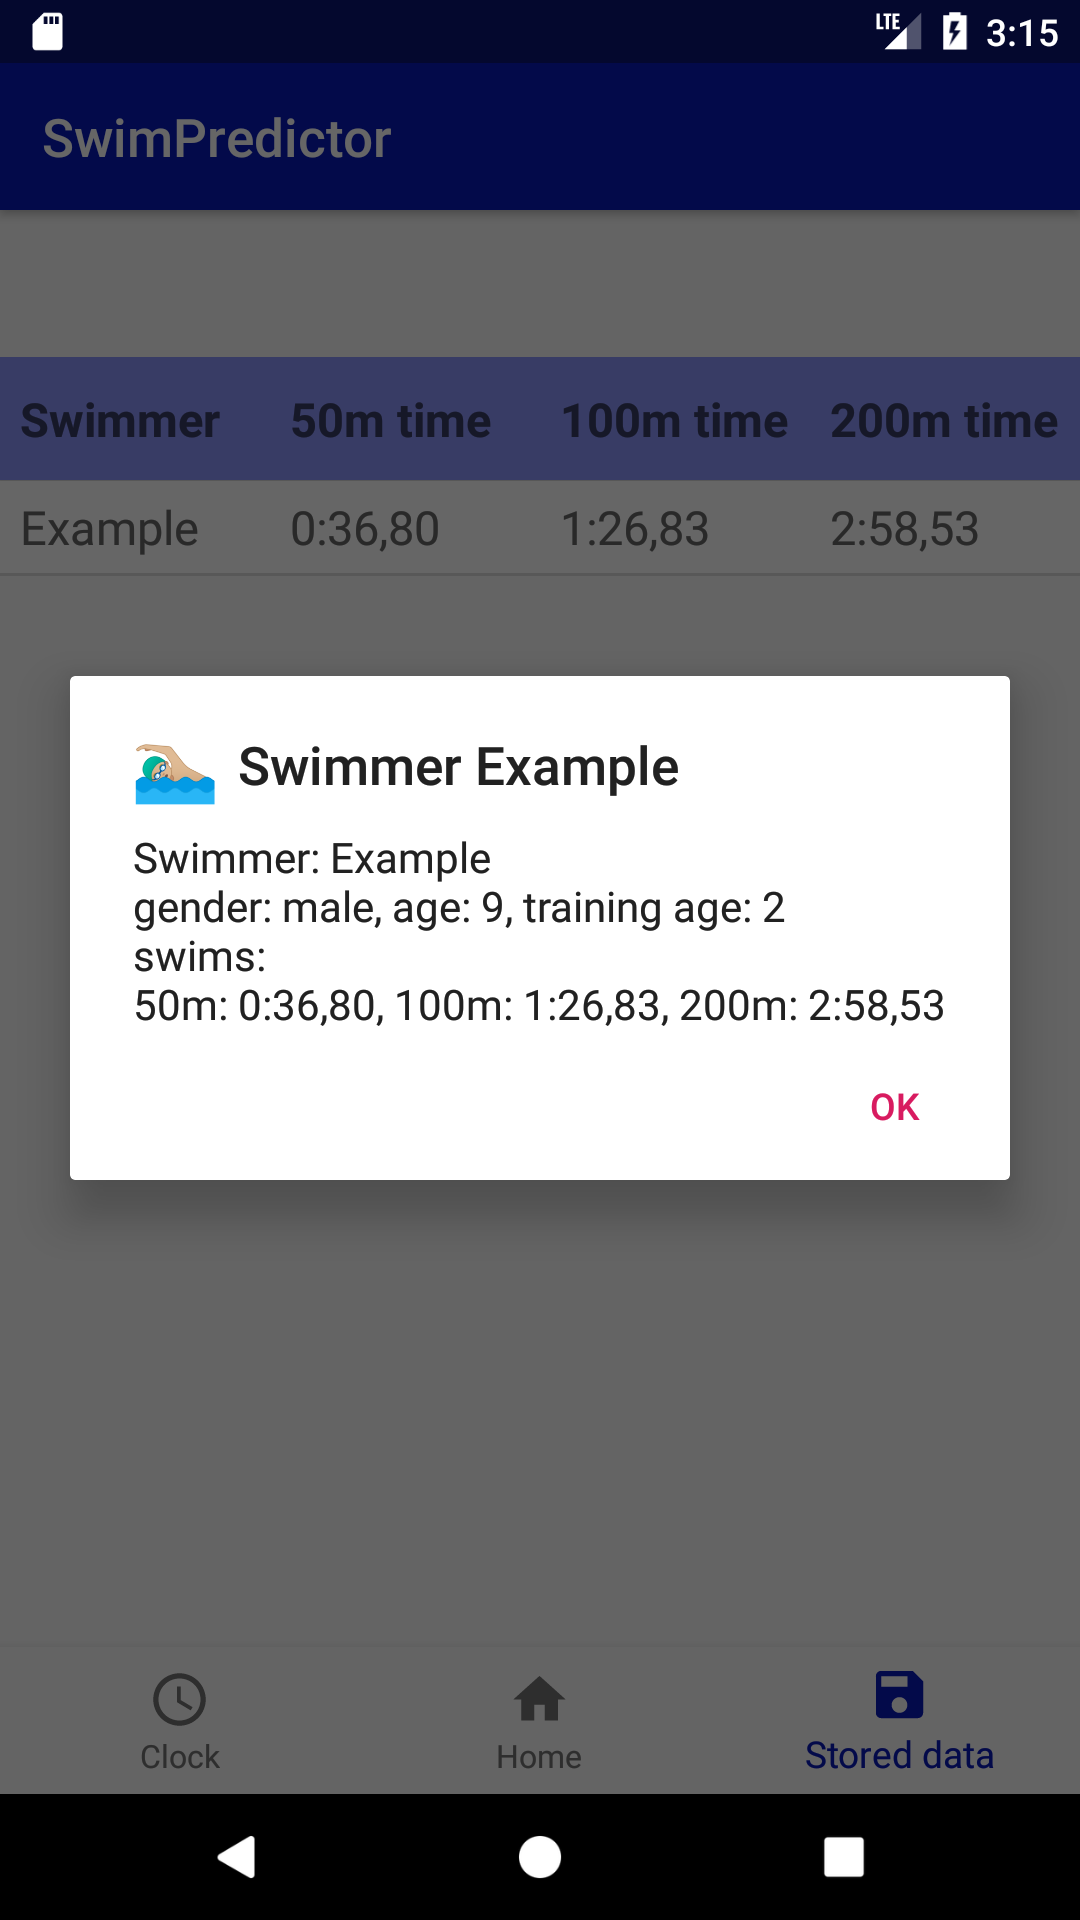 LTE 3:15
SwimPredictor
Swimmer 50m time 100m time 200m time
Example 0:36,80 1:26,83 2:58,53
Swimmer Example
Swimmer: Example
gender: male, age: 9, training age: 2
swims:
50m: 0:36,80, 100m: 1:26,83, 200m: 2:58,53
OK
Clock Home Stored data